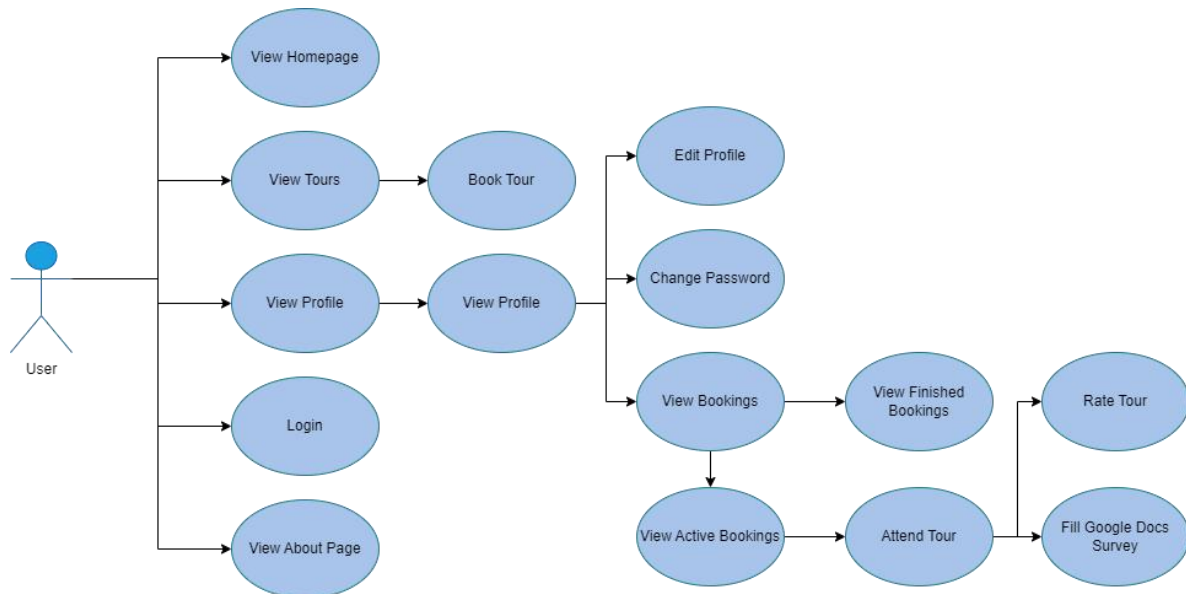 View Homepage
Edit Profile
View Tours
Book Tour
Change Password
View Profile
View Profile
User
View Bookings
View Finished
Bookings
Rate Tour
Login
View Active Bookings
Attend Tour
Fill Google Docs
Survey
View About Page